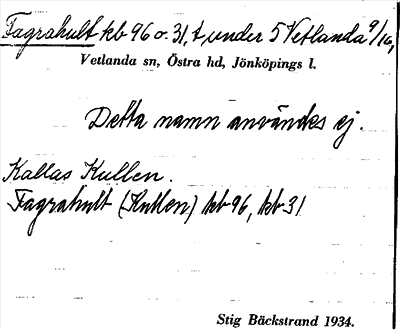 Fagrahult kb 96 o. 31, t. under 5 Vetlanda 9/16,
Vetlanda sn, Östra hd, Jönköpings l.
Detta namn användes ej.
Kallas Kullen.
Fagrahult (Kullen) kb 96, kb 31
Stig Bäckstrand 1934.